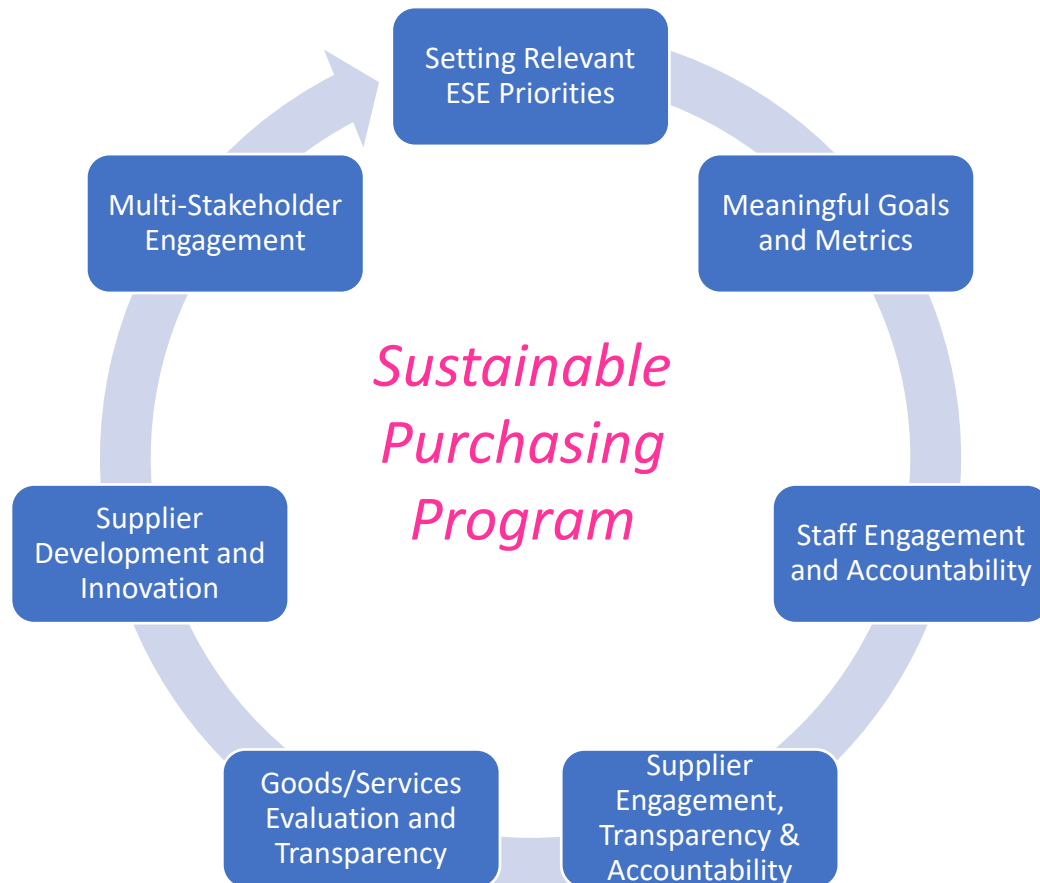 Setting Relevant
ESE Priorities
Meaningful Goals
and Metrics
Staff Engagement
and Accountability
Supplier
Engagement,
Transparency &
Accountability
Goods/Services
Evaluation and
Transparency
Supplier
Development and
Innovation
Multi-Stakeholder
Engagement
Sustainable
Purchasing
Program